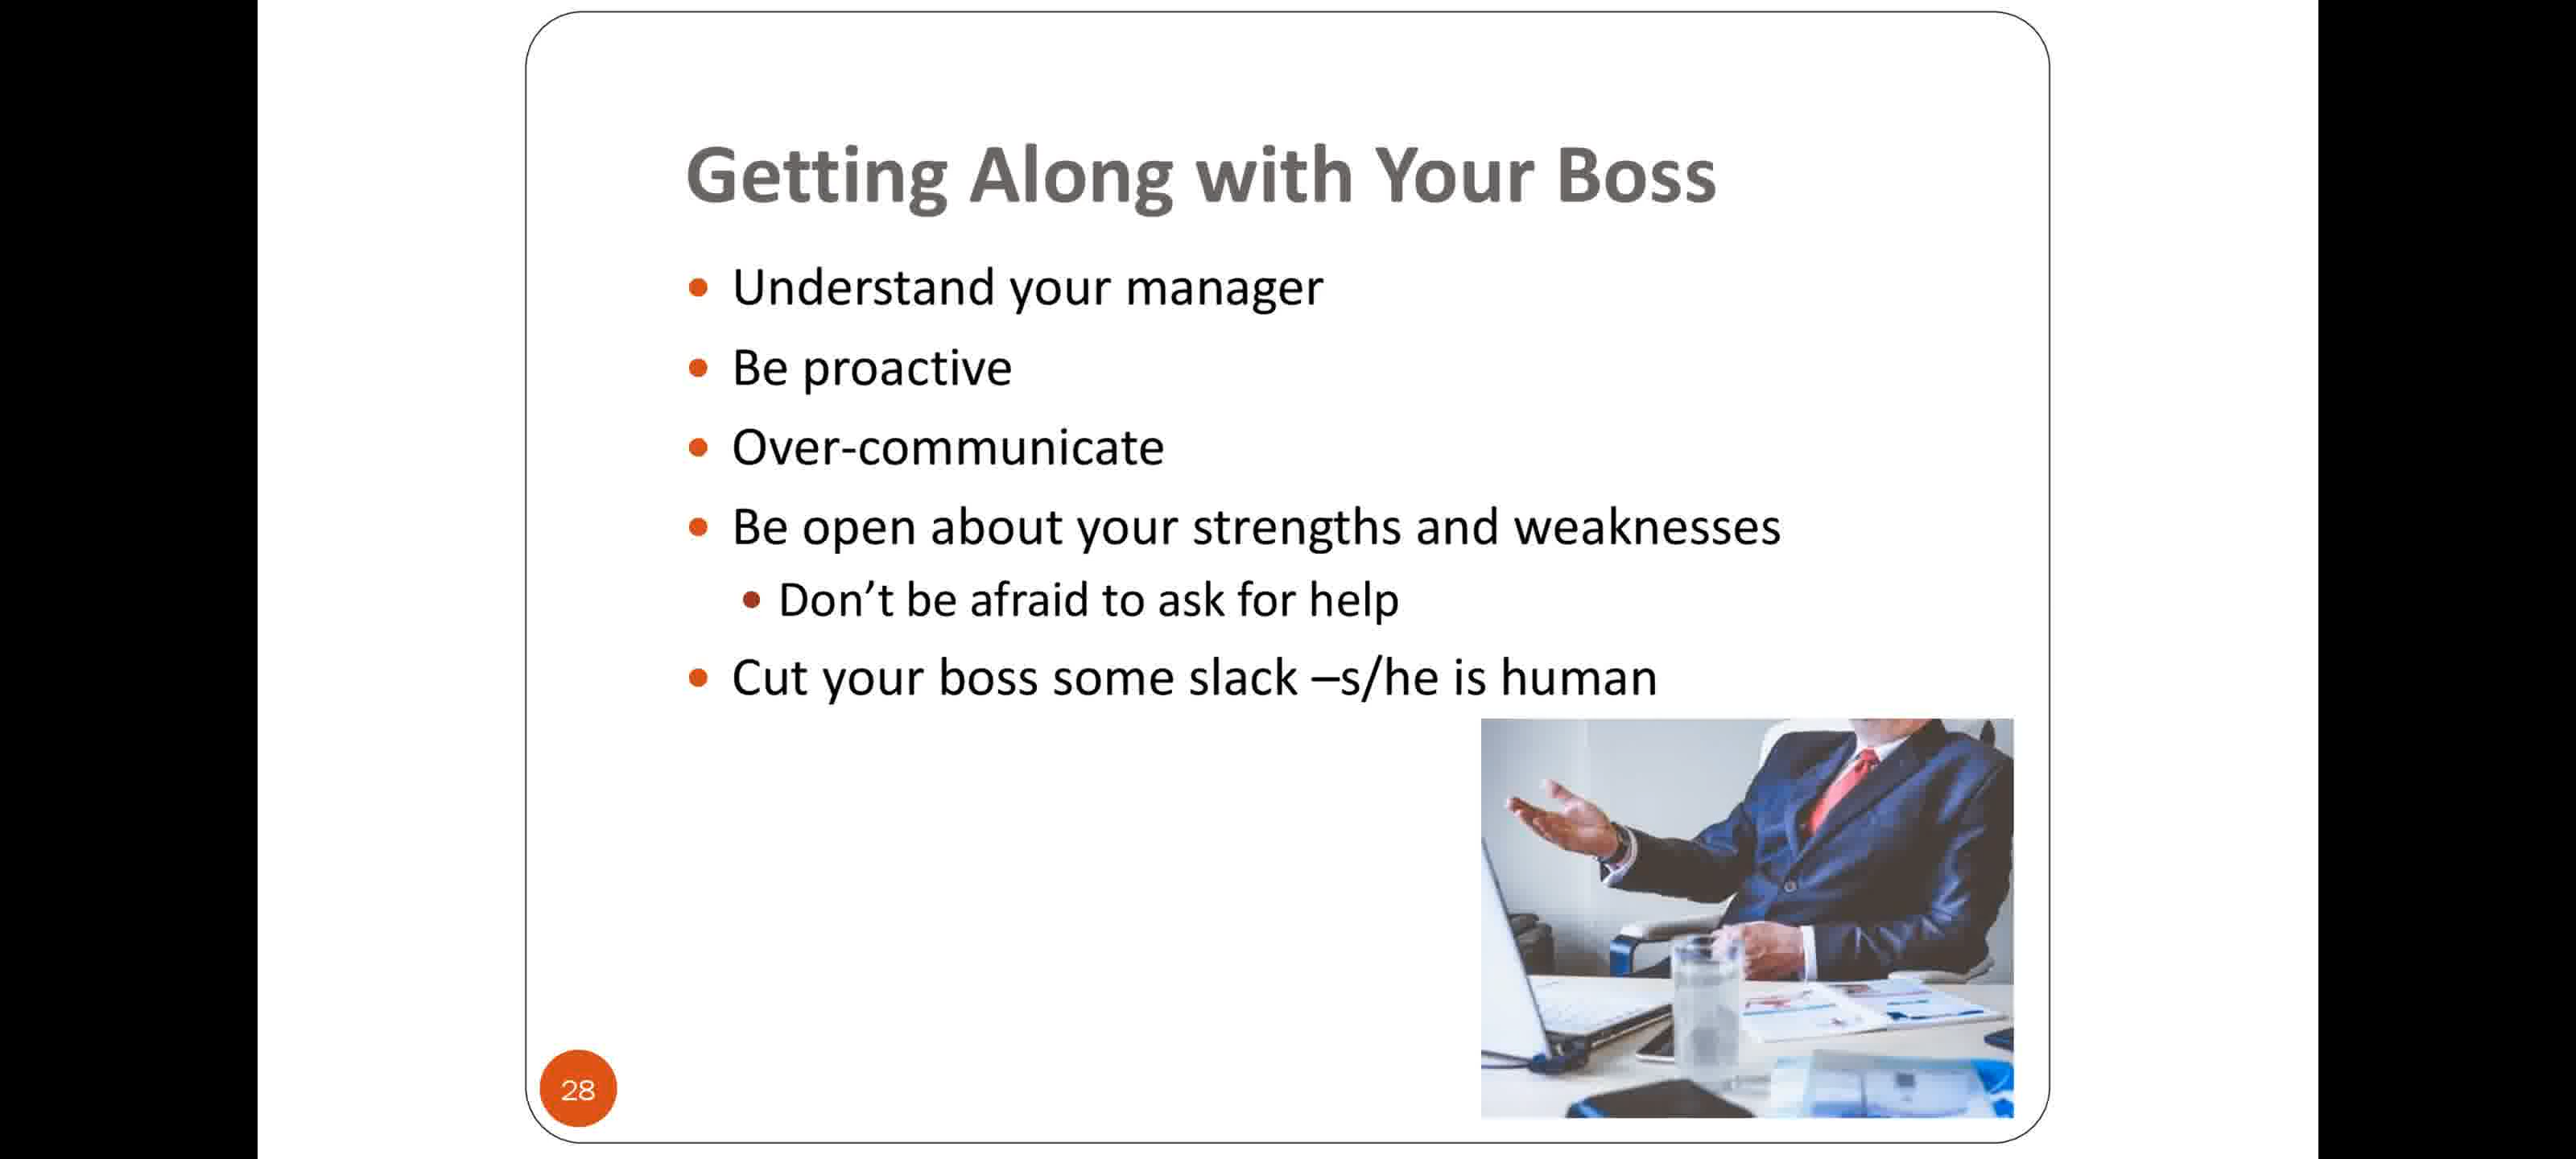 Getting Along with Your Boss
Understand your manager
Be proactive
Over-communicate
Be open about your strengths and weaknesses
Don’t be afraid to ask for help
Cut your boss some slack –s/he is human
28